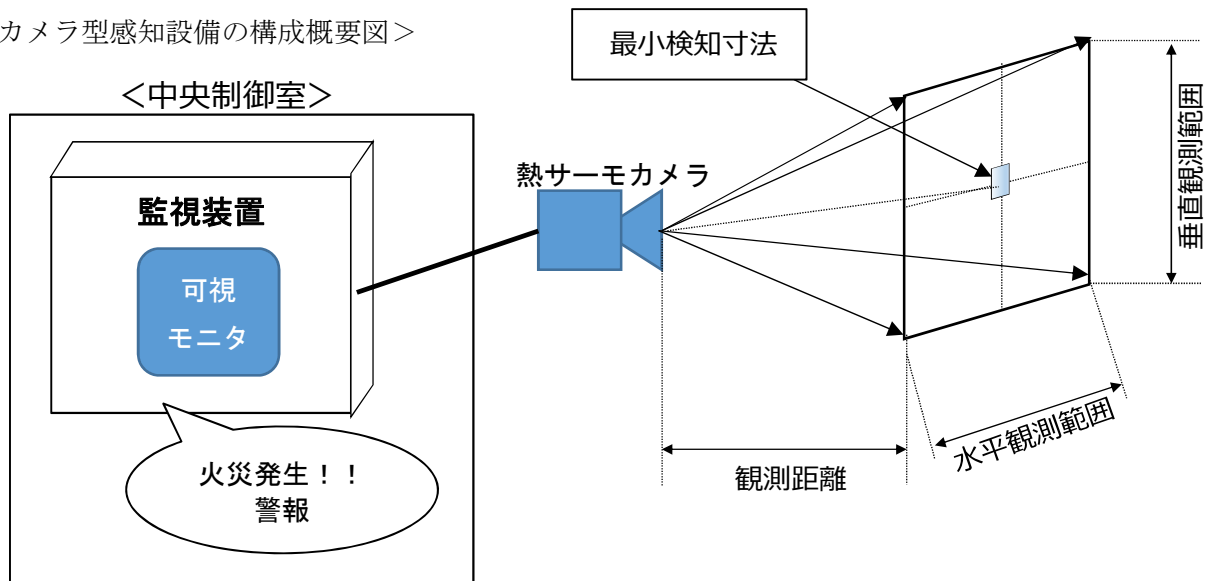 カメラ型感知設備の構成概要図＞
＜中央制御室＞
監視装置
可視
モニタ
火災発生！！
警報
熱サーモカメラ
最小検知寸法
垂直観測範囲
水平観測範囲
観測距離